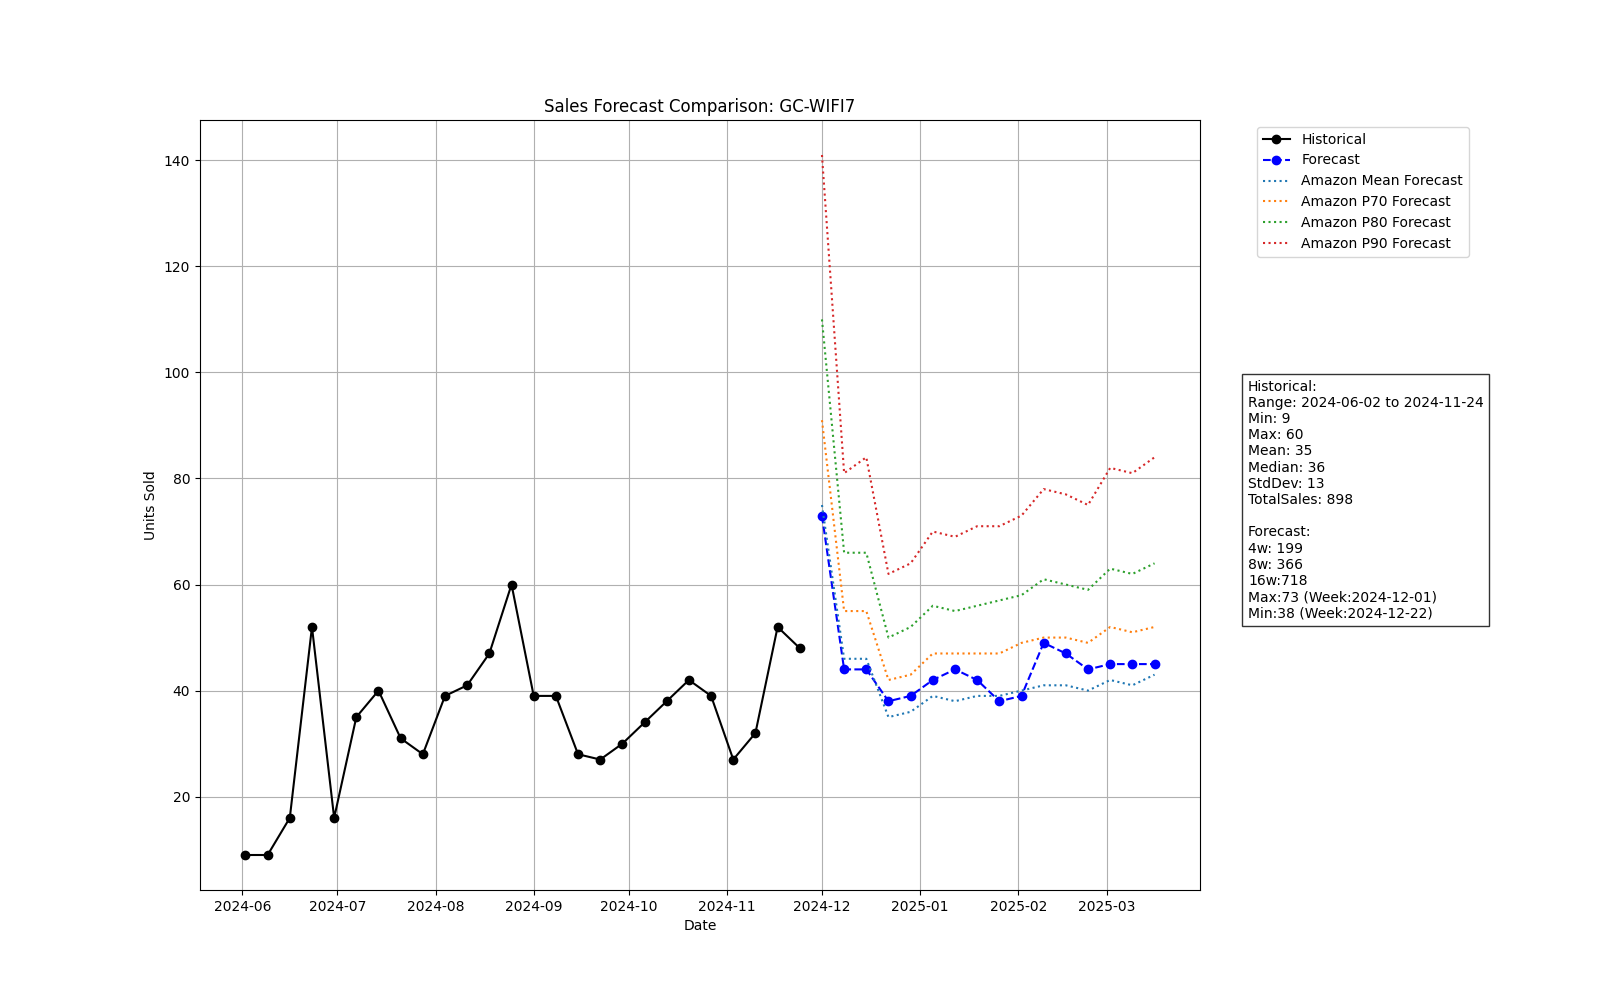 Sales Forecast Comparison: GC-WIFI7
Units Sold
140
120
100
80
60
40
20
2024-06 2024-07 2024-08 2024-09 2024-10 2024-11 2024-12 2025-01 2025-02 2025-03
Date
Historical
Forecast
Amazon Mean Forecast
Amazon P70 Forecast
Amazon P80 Forecast
Amazon P90 Forecast
Historical:
Range: 2024-06-02 to 2024-11-24
Min: 9
Max: 60
Mean: 35
Median: 36
StdDev: 13
TotalSales: 898
Forecast:
4w: 199
8w: 366
16w:718
Max:73 (Week:2024-12-01)
Min:38 (Week:2024-12-22)